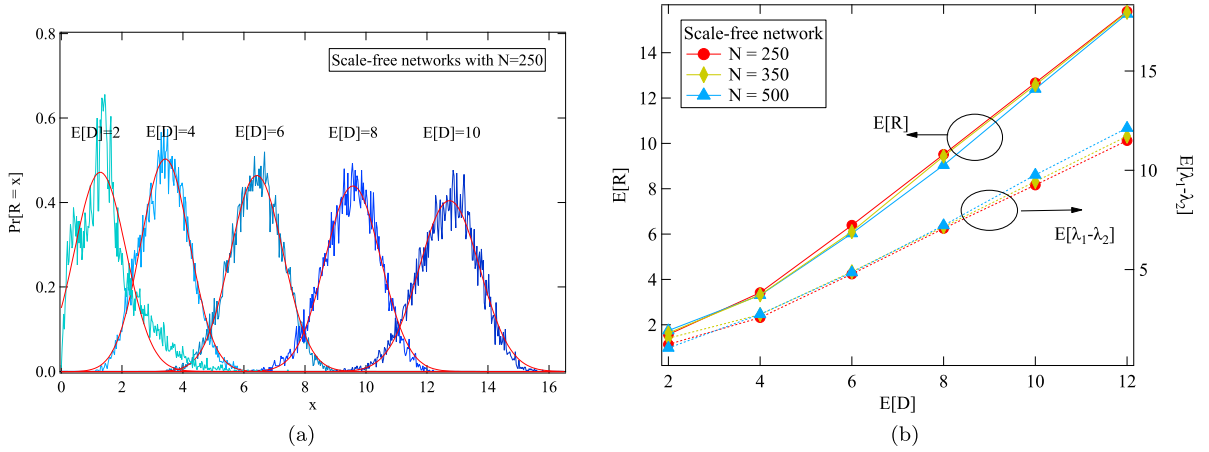 0.8
0.6
0.4
0.2
0.0
Pr[R = x]
Scale-free networks with N=250
E[D]=2
E[D]=4
E[D]=6
E[D]=8
E[D]=10
0
2
4
6
8
10
12
14
16
x
(a)
Scale-free network
N = 250
N = 350
N = 500
14
12
10
8
6
4
2
E[R]
E[R]
E[λ₁-λ₂]
15
10
5
E[λ₁-λ₂]
2
4
6
8
10
12
E[D]
(b)